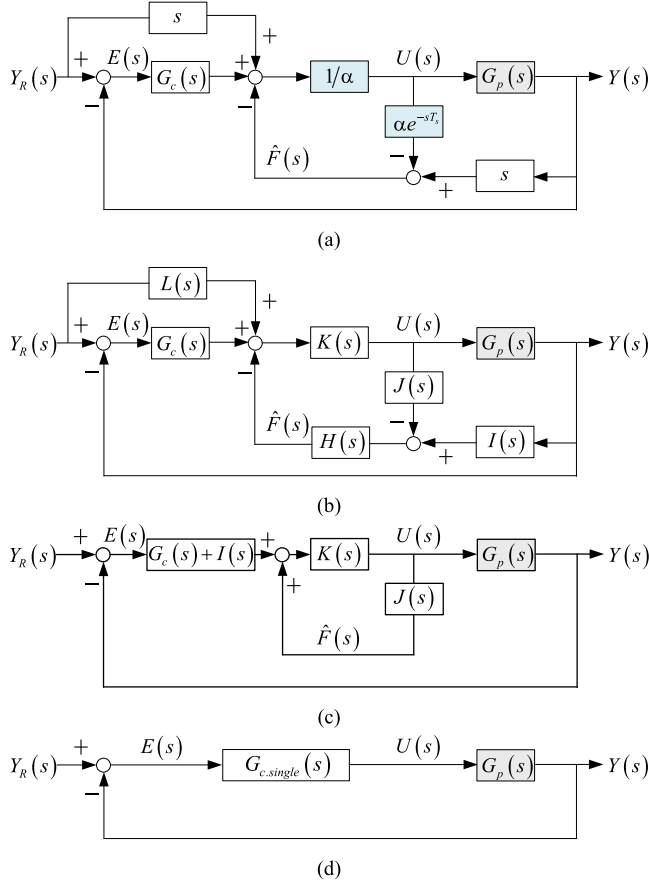 s
+ E(s) + +
Y_R(s) G_c(s) 1/α U(s) G_p(s) Y(s)
− − αe^{-sT_s}
F̂(s) − + s
(a)
L(s)
+ E(s) + +
Y_R(s) G_c(s) K(s) U(s) G_p(s) Y(s)
− − J(s)
F̂(s) H(s) − + I(s)
(b)
+ E(s) + U(s)
Y_R(s) G_c(s)+I(s) K(s) G_p(s) Y(s)
− + J(s)
F̂(s)
(c)
+ E(s) U(s)
Y_R(s) G_{c.single}(s) G_p(s) Y(s)
−
(d)